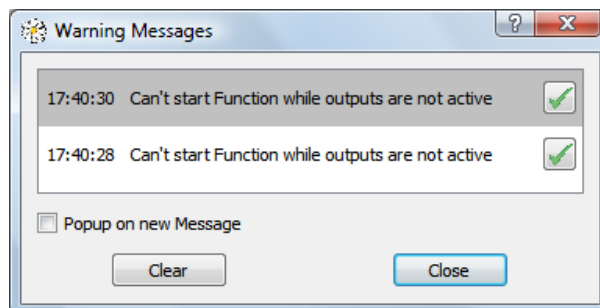 Warning Messages
17:40:30 Can't start Function while outputs are not active
17:40:28 Can't start Function while outputs are not active
Popup on new Message
Clear Close